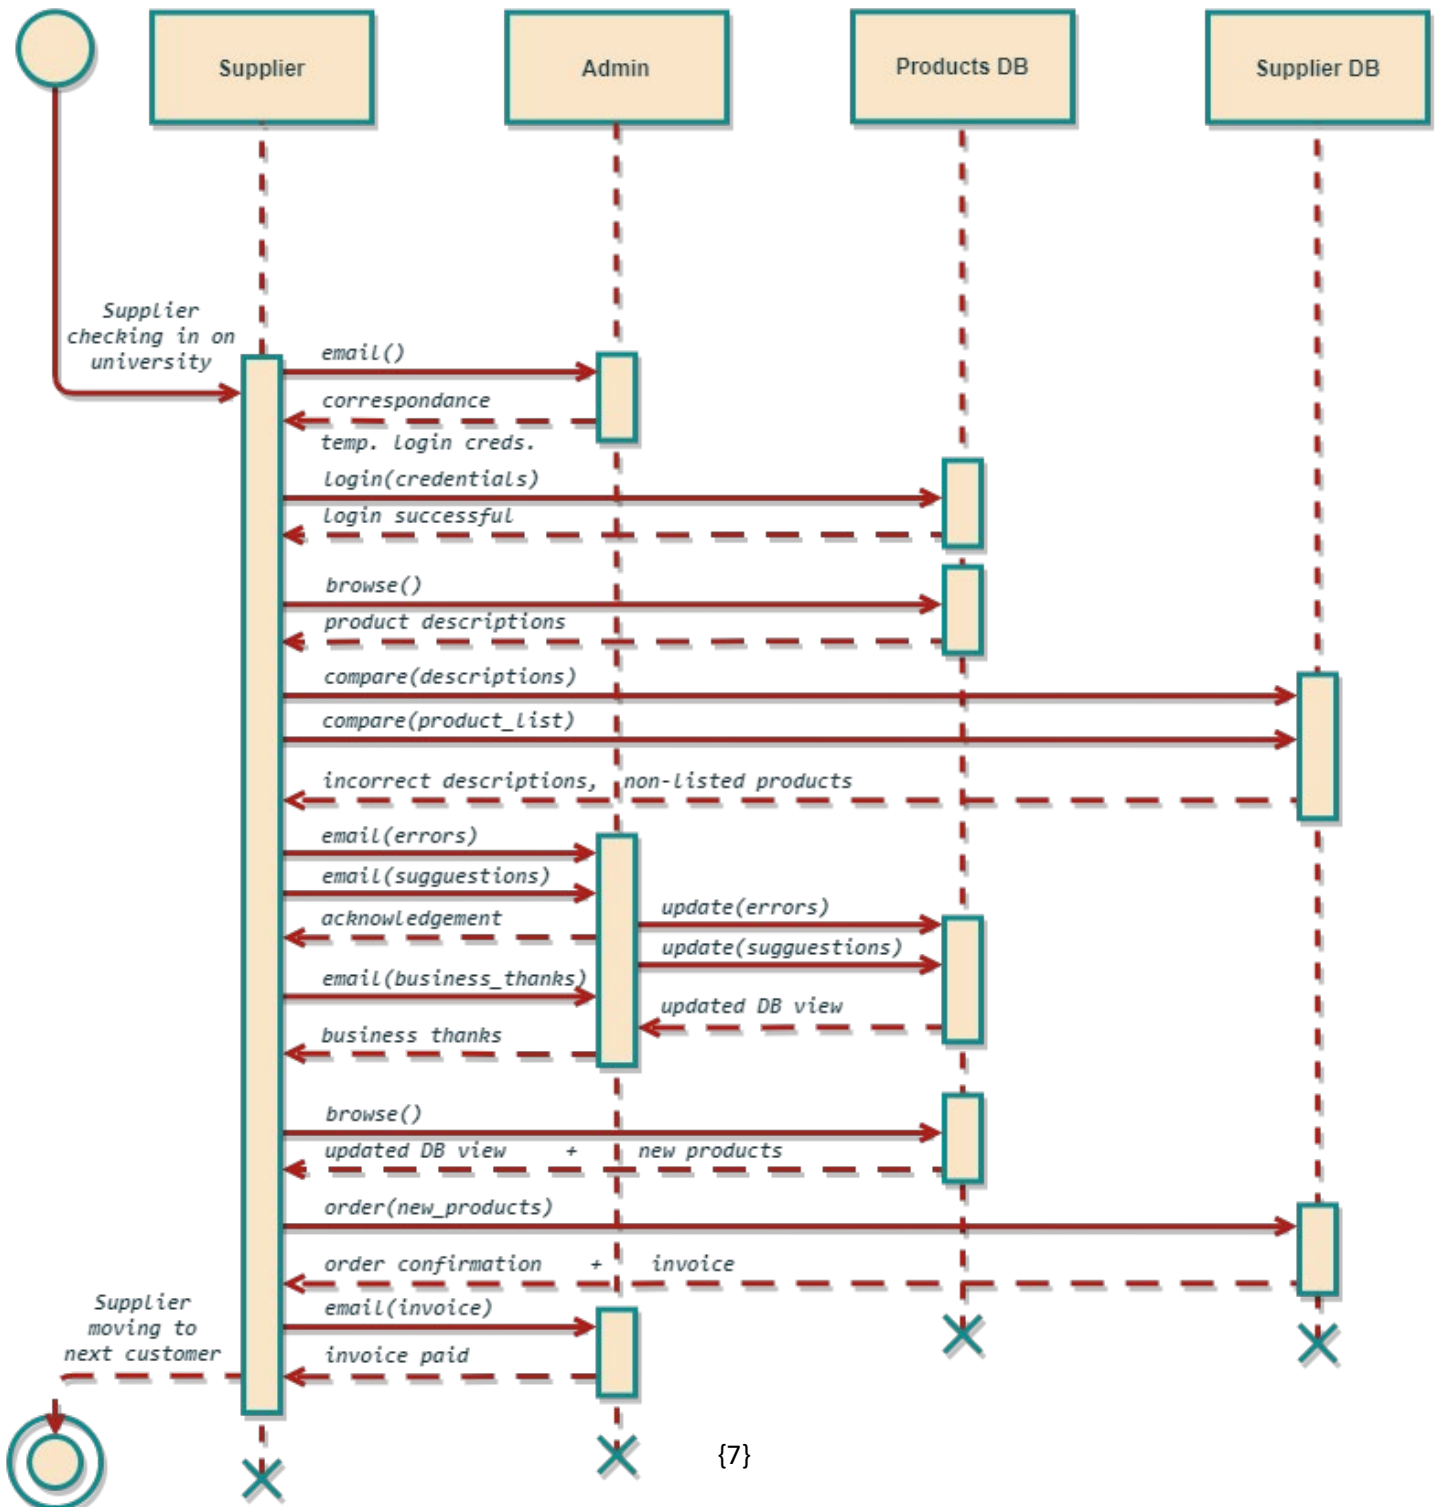 Supplier
Admin
Products DB
Supplier DB
Supplier
checking in on
university
email()
correspondance
temp. login creds.
login(credentials)
login successful
browse()
product descriptions
compare(descriptions)
compare(product_list)
incorrect descriptions, non-listed products
email(errors)
email(sugguestions)
acknowledgement
update(errors)
update(sugguestions)
email(business_thanks)
updated DB view
business thanks
browse()
updated DB view + new products
order(new_products)
order confirmation + invoice
Supplier
moving to
next customer
email(invoice)
invoice paid
{7}